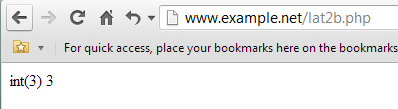 www.example.net/lat2b.php
For quick access, place your bookmarks here on the bookmarks
int(3) 3